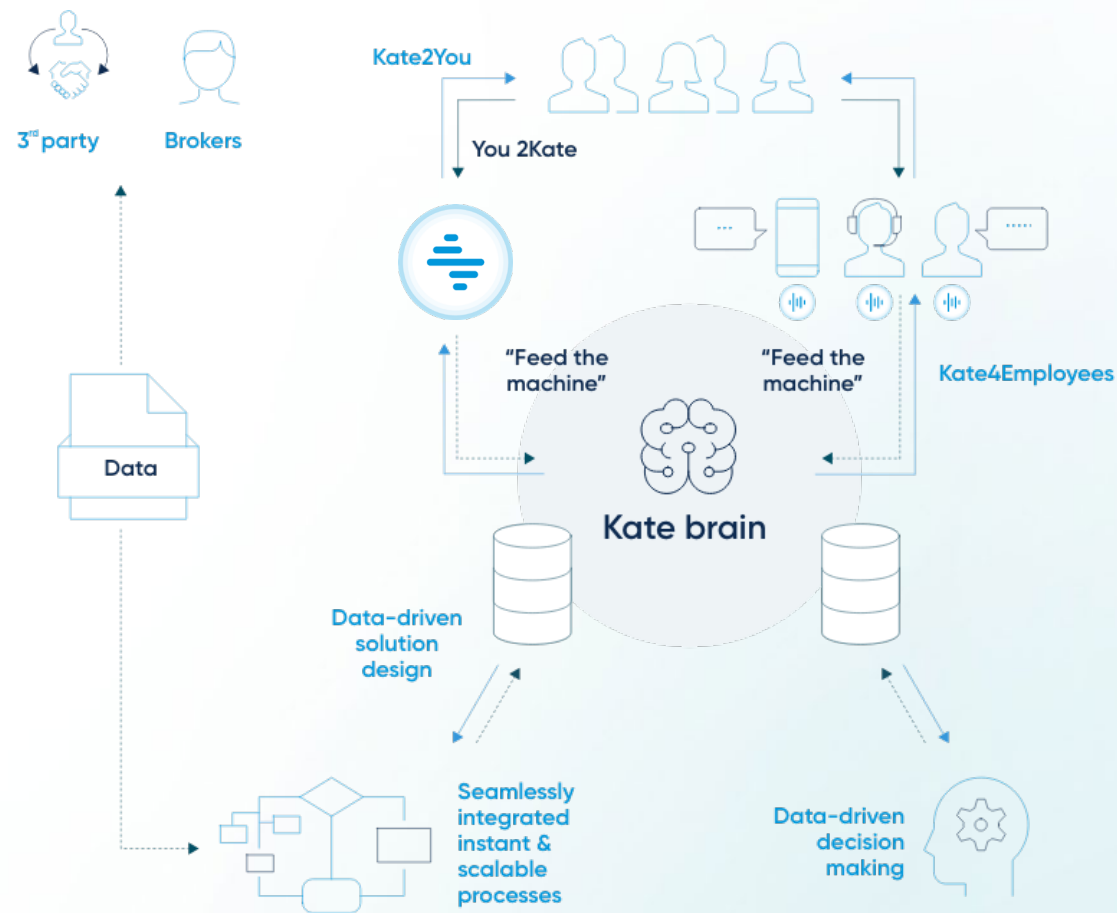 Kate2You
3rd party
Brokers
You 2Kate
...
.....
“Feed the
machine”
“Feed the
machine”
Kate4Employees
Data
Kate brain
Data-driven
solution
design
Seamlessly
integrated
instant &
scalable
processes
Data-driven
decision
making